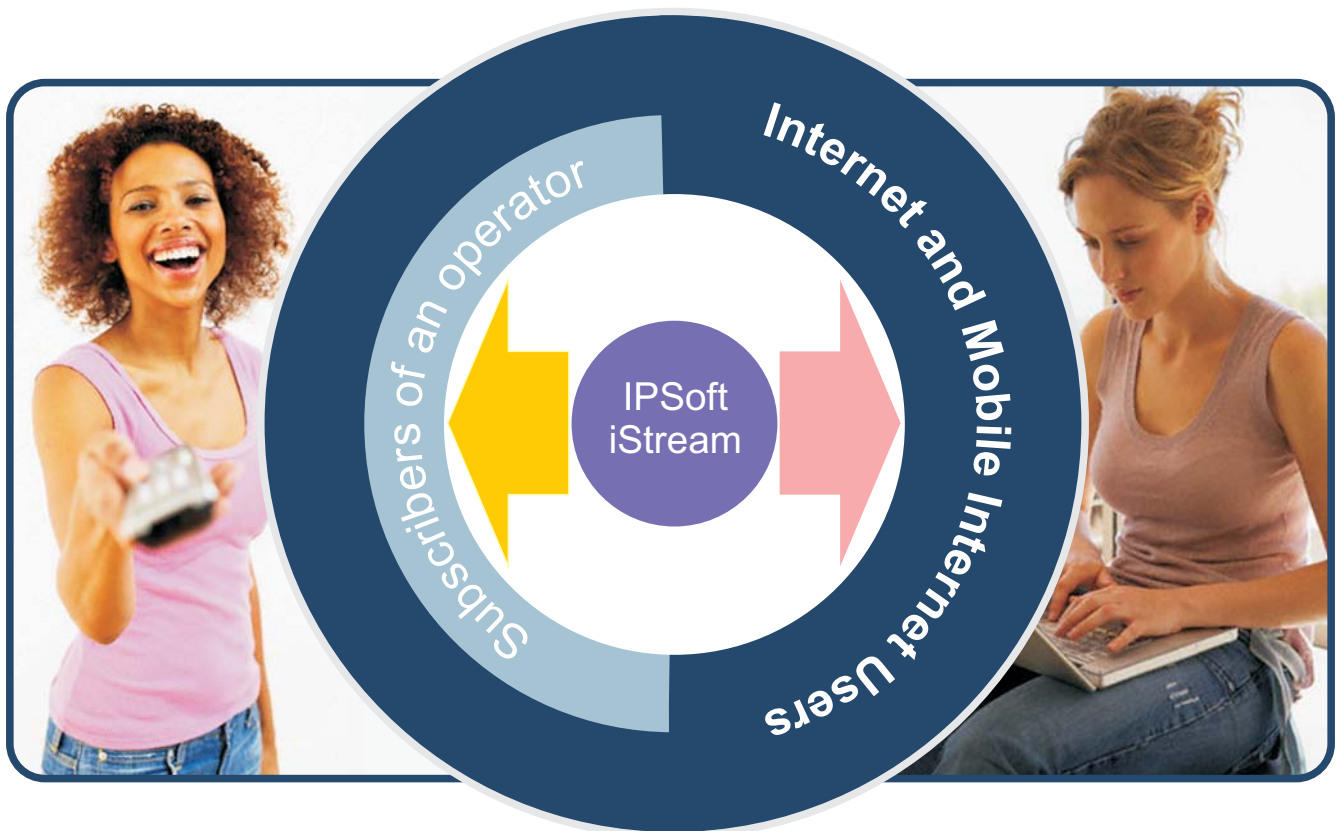 Subscribers of an operator
IPSoft
iStream
Internet and Mobile Internet Users